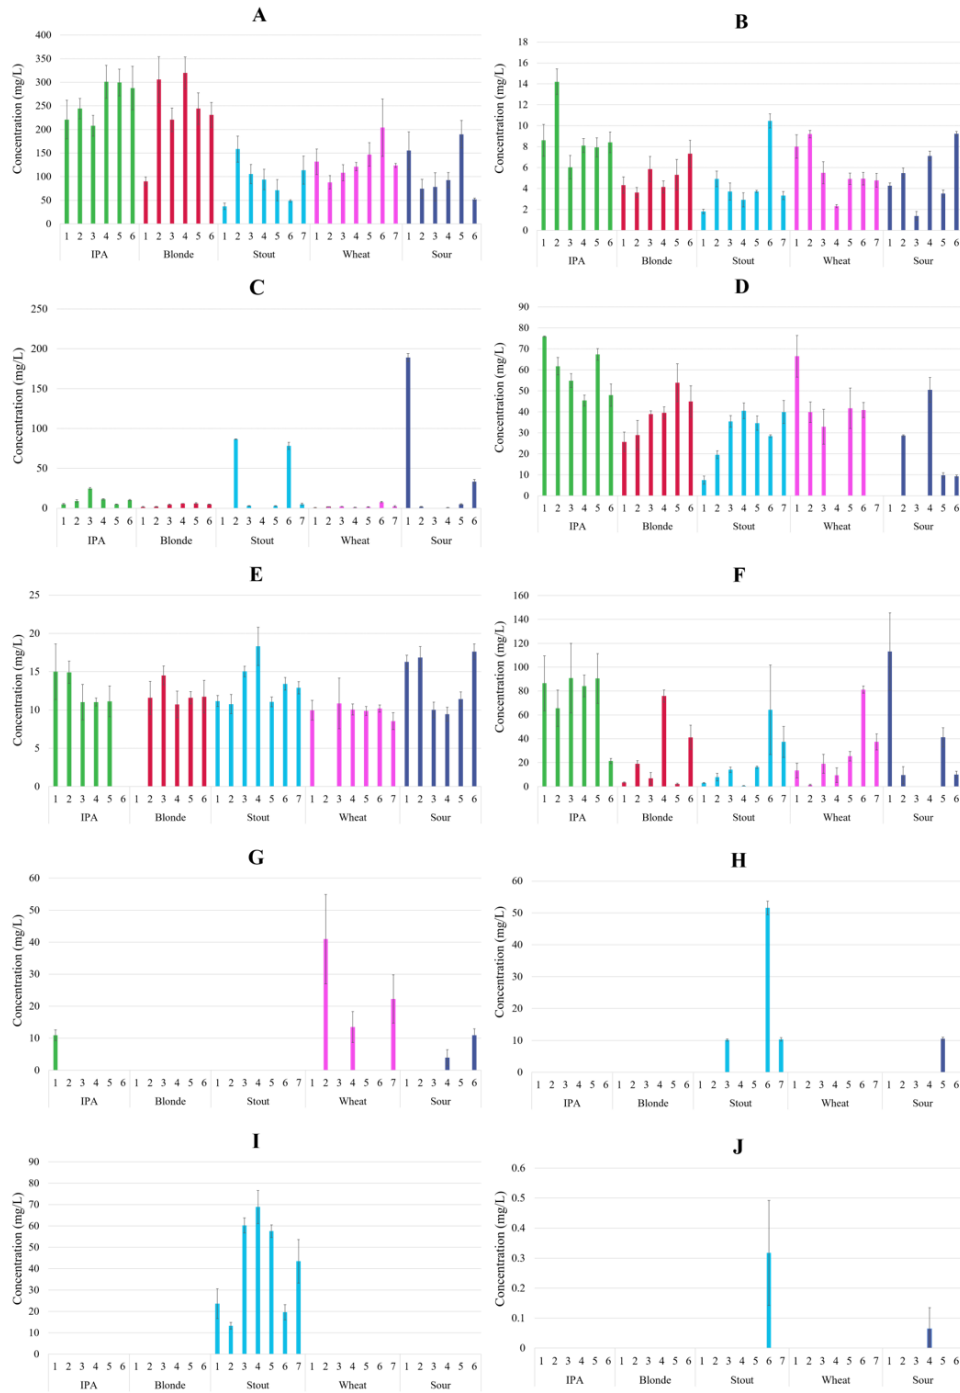 A
Concentration (mg/L)
400
350
300
250
200
150
100
50
0
1 2 3 4 5 6 1 2 3 4 5 6 1 2 3 4 5 6 7 1 2 3 4 5 6 7 1 2 3 4 5 6
IPA Blonde Stout Wheat Sour
B
Concentration (mg/L)
18
16
14
12
10
8
6
4
2
0
1 2 3 4 5 6 1 2 3 4 5 6 1 2 3 4 5 6 7 1 2 3 4 5 6 7 1 2 3 4 5 6
IPA Blonde Stout Wheat Sour
C
Concentration (mg/L)
250
200
150
100
50
0
1 2 3 4 5 6 1 2 3 4 5 6 1 2 3 4 5 6 7 1 2 3 4 5 6 7 1 2 3 4 5 6
IPA Blonde Stout Wheat Sour
D
Concentration (mg/L)
90
80
70
60
50
40
30
20
10
0
1 2 3 4 5 6 1 2 3 4 5 6 1 2 3 4 5 6 7 1 2 3 4 5 6 7 1 2 3 4 5 6
IPA Blonde Stout Wheat Sour
E
Concentration (mg/L)
25
20
15
10
5
0
1 2 3 4 5 6 1 2 3 4 5 6 1 2 3 4 5 6 7 1 2 3 4 5 6 7 1 2 3 4 5 6
IPA Blonde Stout Wheat Sour
F
Concentration (mg/L)
160
140
120
100
80
60
40
20
0
1 2 3 4 5 6 1 2 3 4 5 6 1 2 3 4 5 6 7 1 2 3 4 5 6 7 1 2 3 4 5 6
IPA Blonde Stout Wheat Sour
G
Concentration (mg/L)
60
50
40
30
20
10
0
1 2 3 4 5 6 1 2 3 4 5 6 1 2 3 4 5 6 7 1 2 3 4 5 6 7 1 2 3 4 5 6
IPA Blonde Stout Wheat Sour
H
Concentration (mg/L)
60
50
40
30
20
10
0
1 2 3 4 5 6 1 2 3 4 5 6 1 2 3 4 5 6 7 1 2 3 4 5 6 7 1 2 3 4 5 6
IPA Blonde Stout Wheat Sour
I
Concentration (mg/L)
90
80
70
60
50
40
30
20
10
0
1 2 3 4 5 6 1 2 3 4 5 6 1 2 3 4 5 6 7 1 2 3 4 5 6 7 1 2 3 4 5 6
IPA Blonde Stout Wheat Sour
J
Concentration (mg/L)
0.6
0.5
0.4
0.3
0.2
0.1
0
1 2 3 4 5 6 1 2 3 4 5 6 1 2 3 4 5 6 7 1 2 3 4 5 6 7 1 2 3 4 5 6
IPA Blonde Stout Wheat Sour